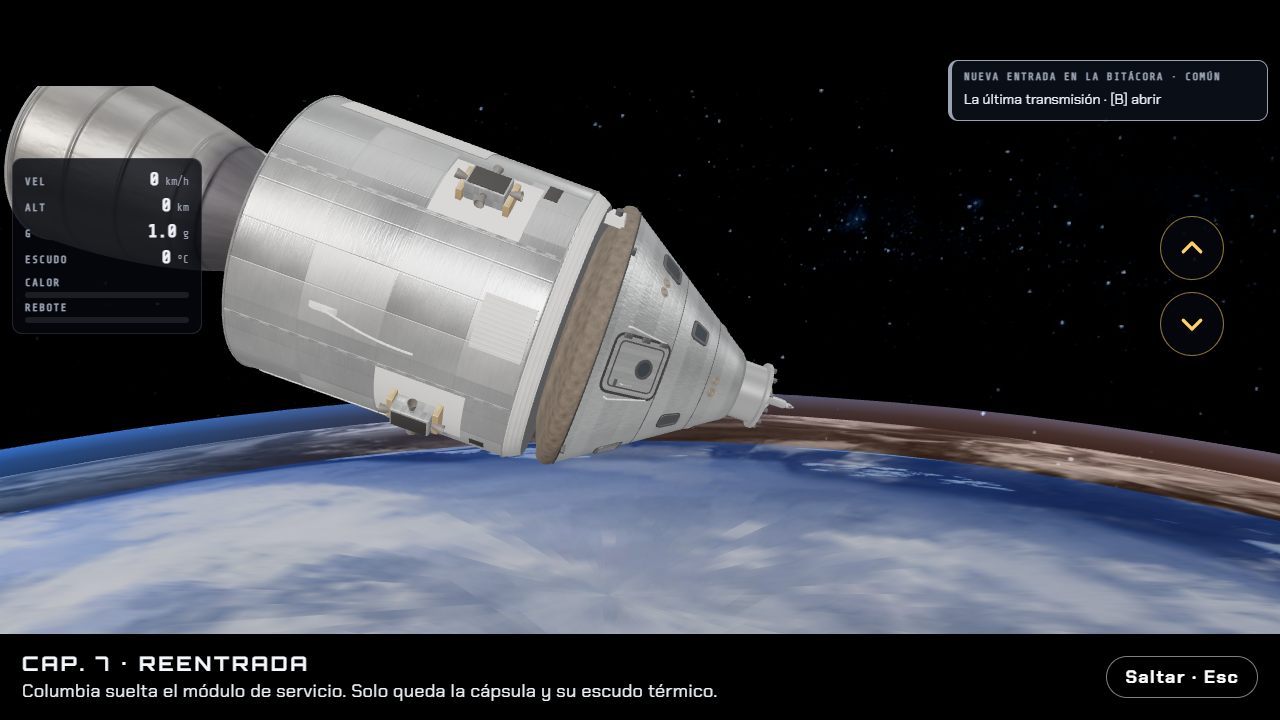 NUEVA ENTRADA EN LA BITÁCORA · COMÚN
La última transmisión · [B] abrir
VEL 0 km/h
ALT 0 km
G 1.0 g
ESCUDO 0 °C
CALOR
REBOTE
CAP. 7 · REENTRADA
Columbia suelta el módulo de servicio. Solo queda la cápsula y su escudo térmico.
Saltar · Esc